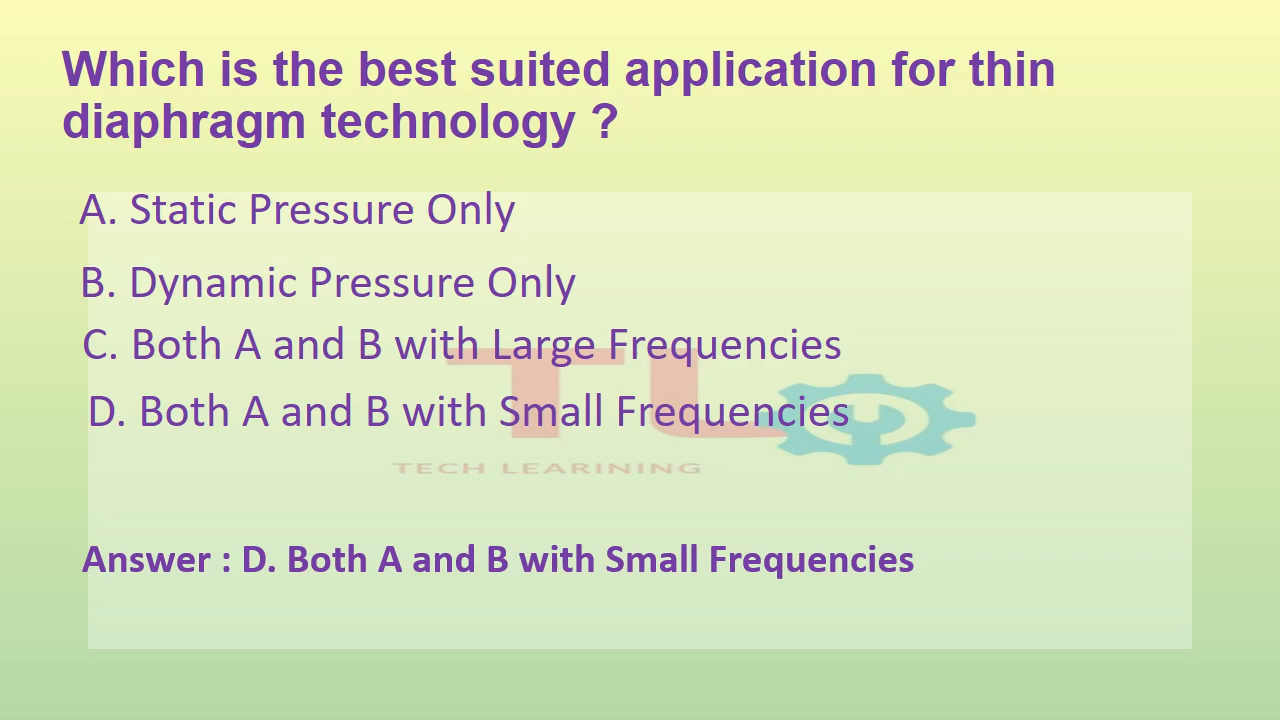 Which is the best suited application for thin
diaphragm technology ?
A. Static Pressure Only
B. Dynamic Pressure Only
C. Both A and B with Large Frequencies
D. Both A and B with Small Frequencies
TL
TECH LEARINING
Answer : D. Both A and B with Small Frequencies